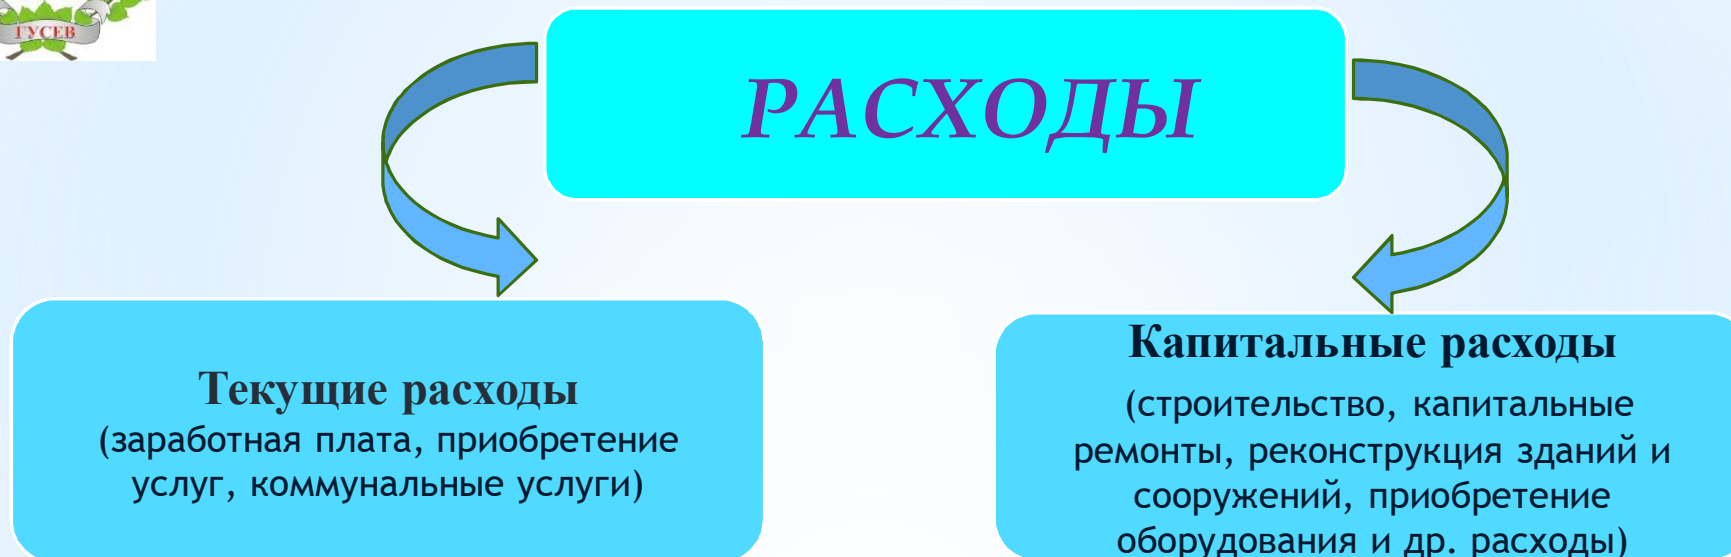 ГУСЕВ
РАСХОДЫ
Текущие расходы
(заработная плата, приобретение
услуг, коммунальные услуги)
Капитальные расходы
(строительство, капитальные
ремонты, реконструкция зданий и
сооружений, приобретение
оборудования и др. расходы)